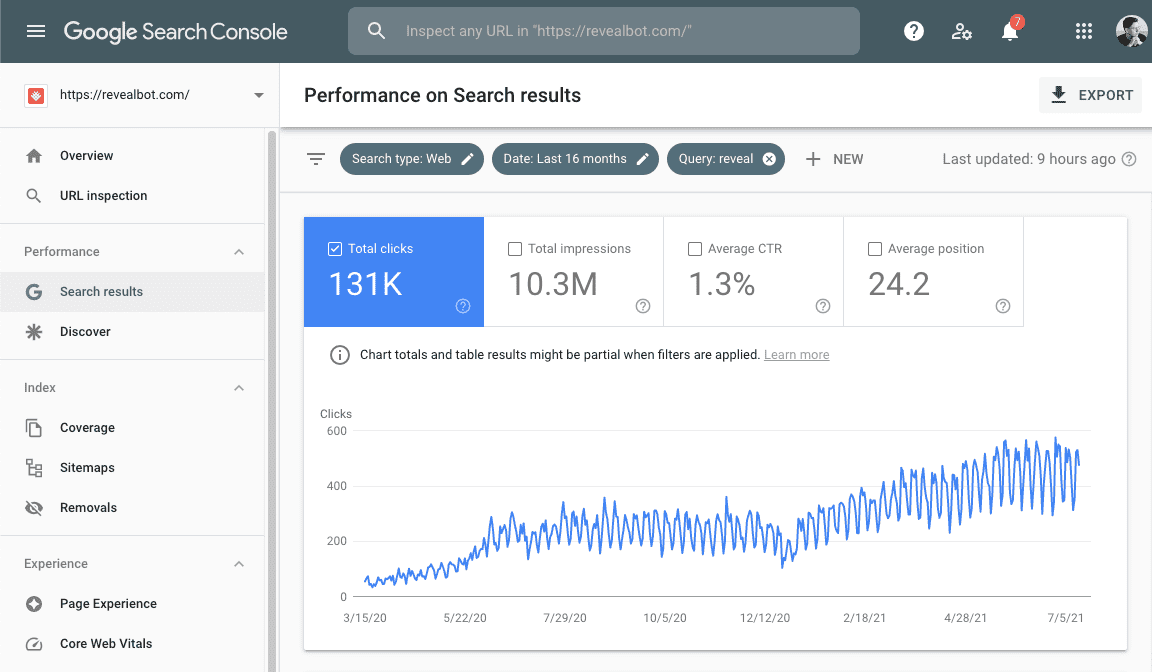 Google Search Console
Inspect any URL in "https://revealbot.com/"
7
https://revealbot.com/
Performance on Search results
EXPORT
Overview
URL inspection
Performance
Search results
Discover
Index
Coverage
Sitemaps
Removals
Experience
Page Experience
Core Web Vitals
Search type: Web
Date: Last 16 months
Query: reveal
NEW
Last updated: 9 hours ago
Total clicks
131K
Total impressions
10.3M
Average CTR
1.3%
Average position
24.2
Chart totals and table results might be partial when filters are applied. Learn more
Clicks
600
400
200
0
3/15/20 5/22/20 7/29/20 10/5/20 12/12/20 2/18/21 4/28/21 7/5/21